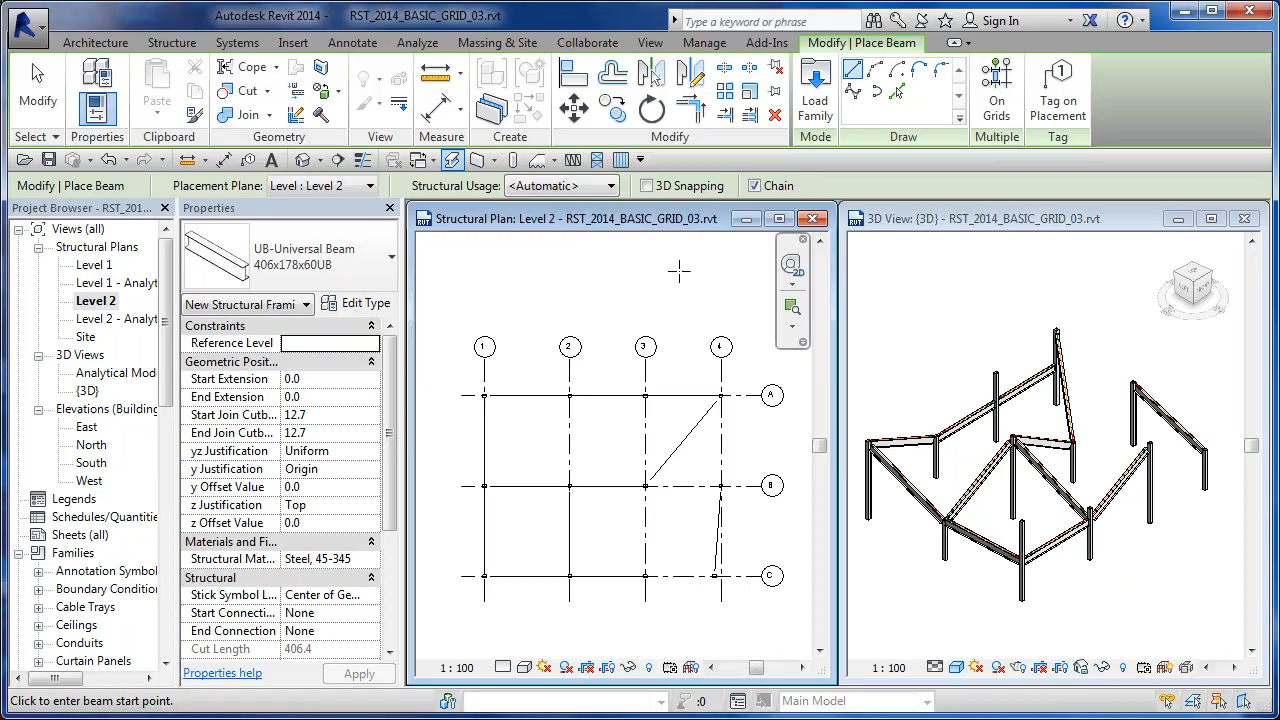 Autodesk Revit 2014 - RST_2014_BASIC_GRID_03.rvt
Type a keyword or phrase
Sign In
Architecture Structure Systems Insert Annotate Analyze Massing & Site Collaborate View Manage Add-Ins Modify | Place Beam
Modify
Properties
Paste
Cope
Cut
Join
Load Family
On Grids
Tag on Placement
Select Properties Clipboard Geometry View Measure Create Modify Mode Draw Multiple Tag
Modify | Place Beam Placement Plane: Level : Level 2 Structural Usage: <Automatic> 3D Snapping Chain
Project Browser - RST_201...
Views (all)
Structural Plans
Level 1
Level 1 - Analyt
Level 2
Level 2 - Analyt
Site
3D Views
Analytical Mode
{3D}
Elevations (Building
East
North
South
West
Legends
Schedules/Quantitie
Sheets (all)
Families
Annotation Symbol
Boundary Condition
Cable Trays
Ceilings
Conduits
Curtain Panels
Properties
UB-Universal Beam
406x178x60UB
New Structural Frami Edit Type
Constraints
Reference Level
Geometric Posit...
Start Extension 0.0
End Extension 0.0
Start Join Cutb... 12.7
End Join Cutb... 12.7
yz Justification Uniform
y Justification Origin
y Offset Value 0.0
z Justification Top
z Offset Value 0.0
Materials and Fi...
Structural Mat... Steel, 45-345
Structural
Stick Symbol L... Center of Ge...
Start Connecti... None
End Connection None
Cut Length 406.4
Properties help Apply
Structural Plan: Level 2 - RST_2014_BASIC_GRID_03.rvt
2D
1 2 3 4
A
B
C
1 : 100
3D View: {3D} - RST_2014_BASIC_GRID_03.rvt
1 : 100
Click to enter beam start point.
:0
Main Model